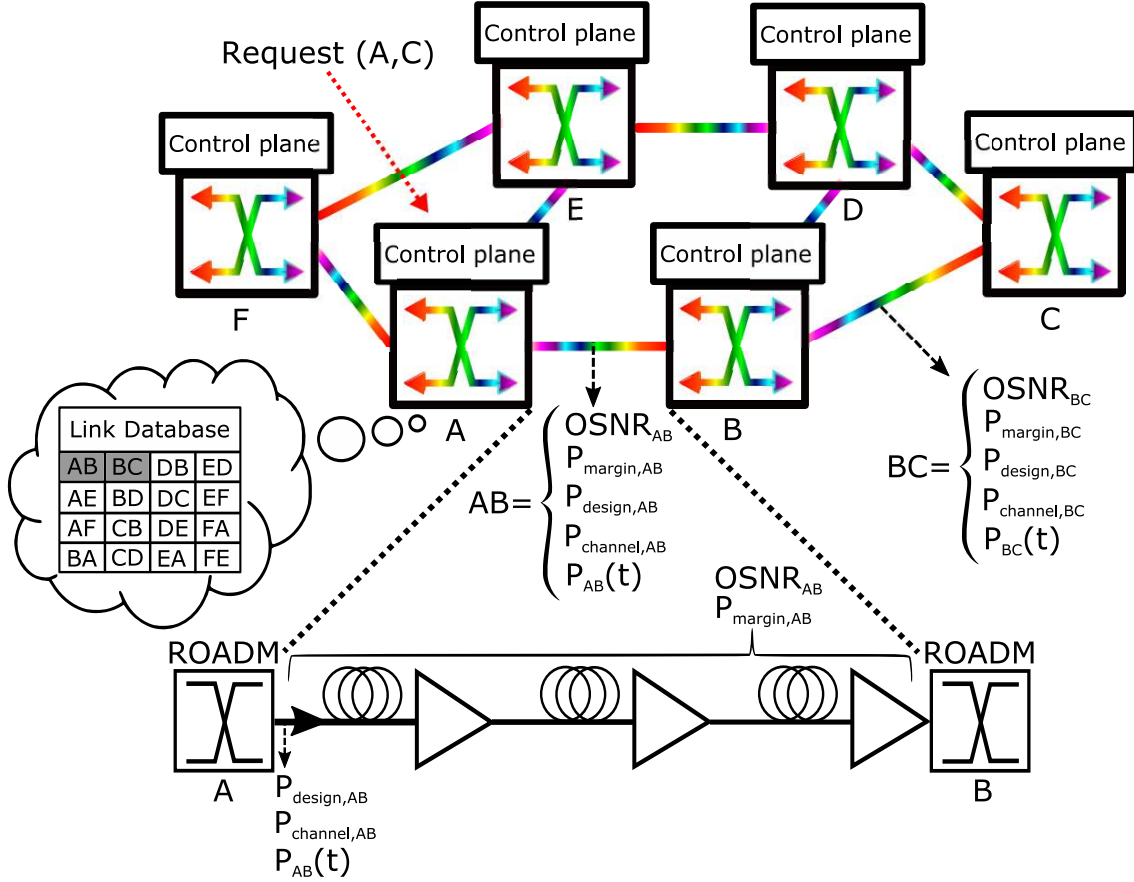 Control plane
Control plane
Request (A,C)
Control plane
Control plane
E
D
Control plane
Control plane
F
C
A
B
Link Database
AB BC DB ED
AE BD DC EF
AF CB DE FA
BA CD EA FE
AB=
OSNR_AB
P_margin,AB
P_design,AB
P_channel,AB
P_AB(t)
BC=
OSNR_BC
P_margin,BC
P_design,BC
P_channel,BC
P_BC(t)
OSNR_AB
P_margin,AB
ROADM
ROADM
A
B
P_design,AB
P_channel,AB
P_AB(t)